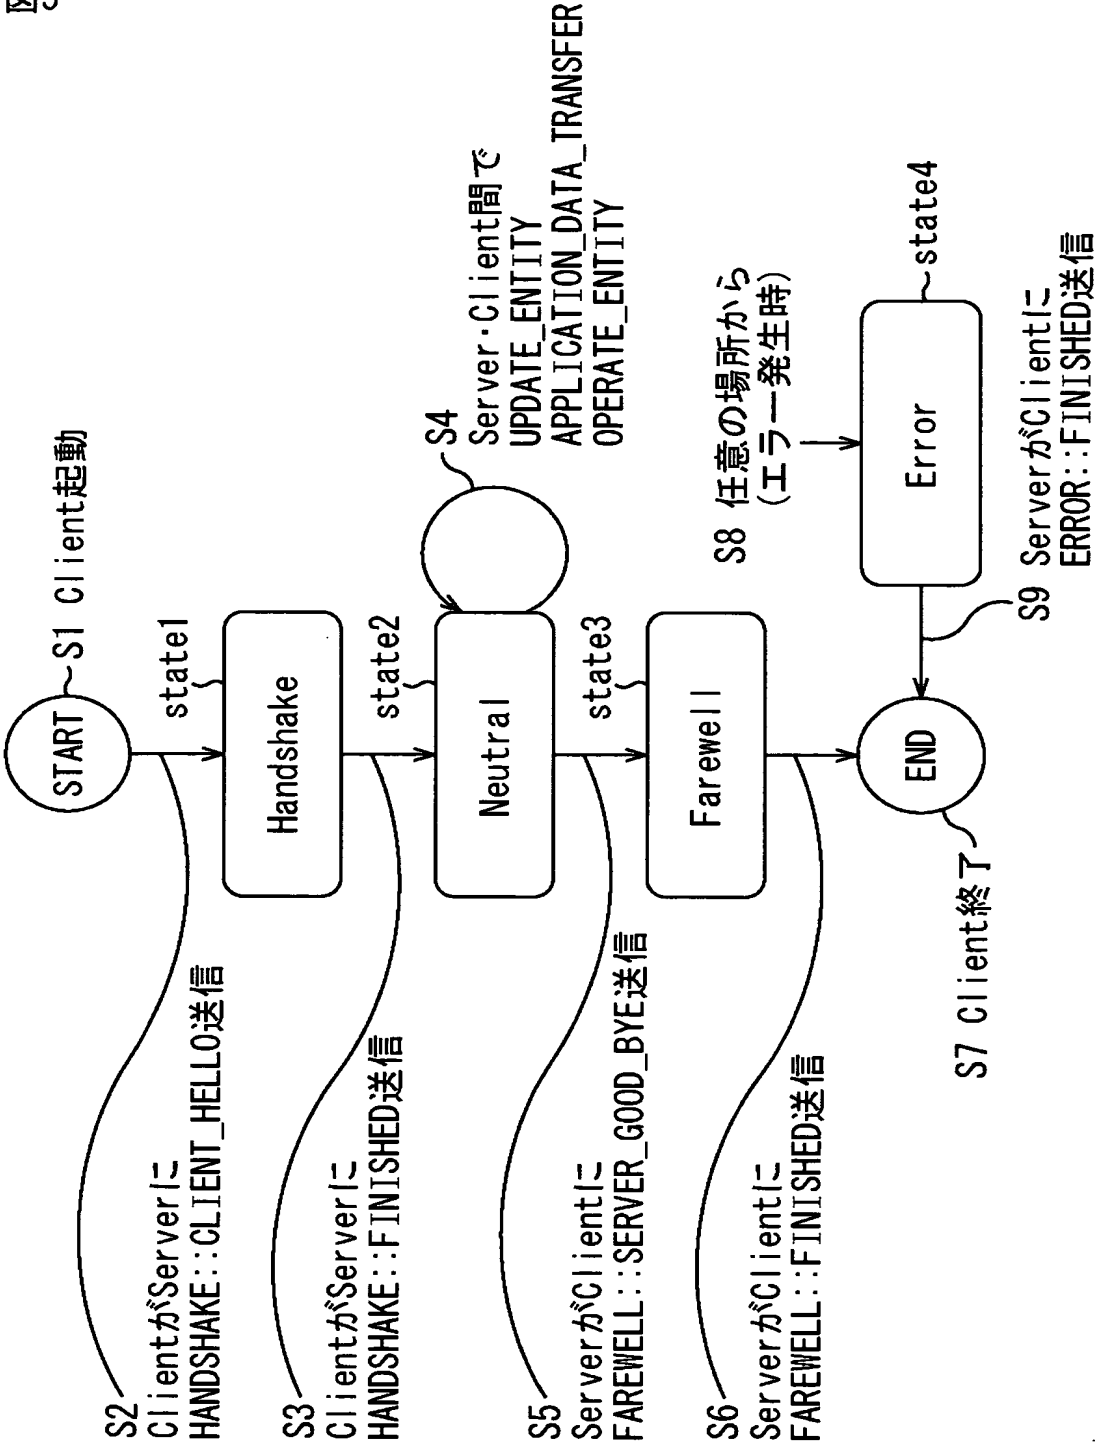 START
S1 Client起動
state1
Handshake
state2
Neutral
S4
Server・Client間で
UPDATE_ENTITY
APPLICATION_DATA_TRANSFER
OPERATE_ENTITY
state3
Farewell
END
S7 Client終了
S8 任意の場所から
(エラー発生時)
Error
state4
S9 ServerがClientに
ERROR::FINISHED送信
S2
ClientがServerに
HANDSHAKE::CLIENT_HELLO送信
S3
ClientがServerに
HANDSHAKE::FINISHED送信
S5
ServerがClientに
FAREWELL::SERVER_GOOD_BYE送信
S6
ServerがClientに
FAREWELL::FINISHED送信